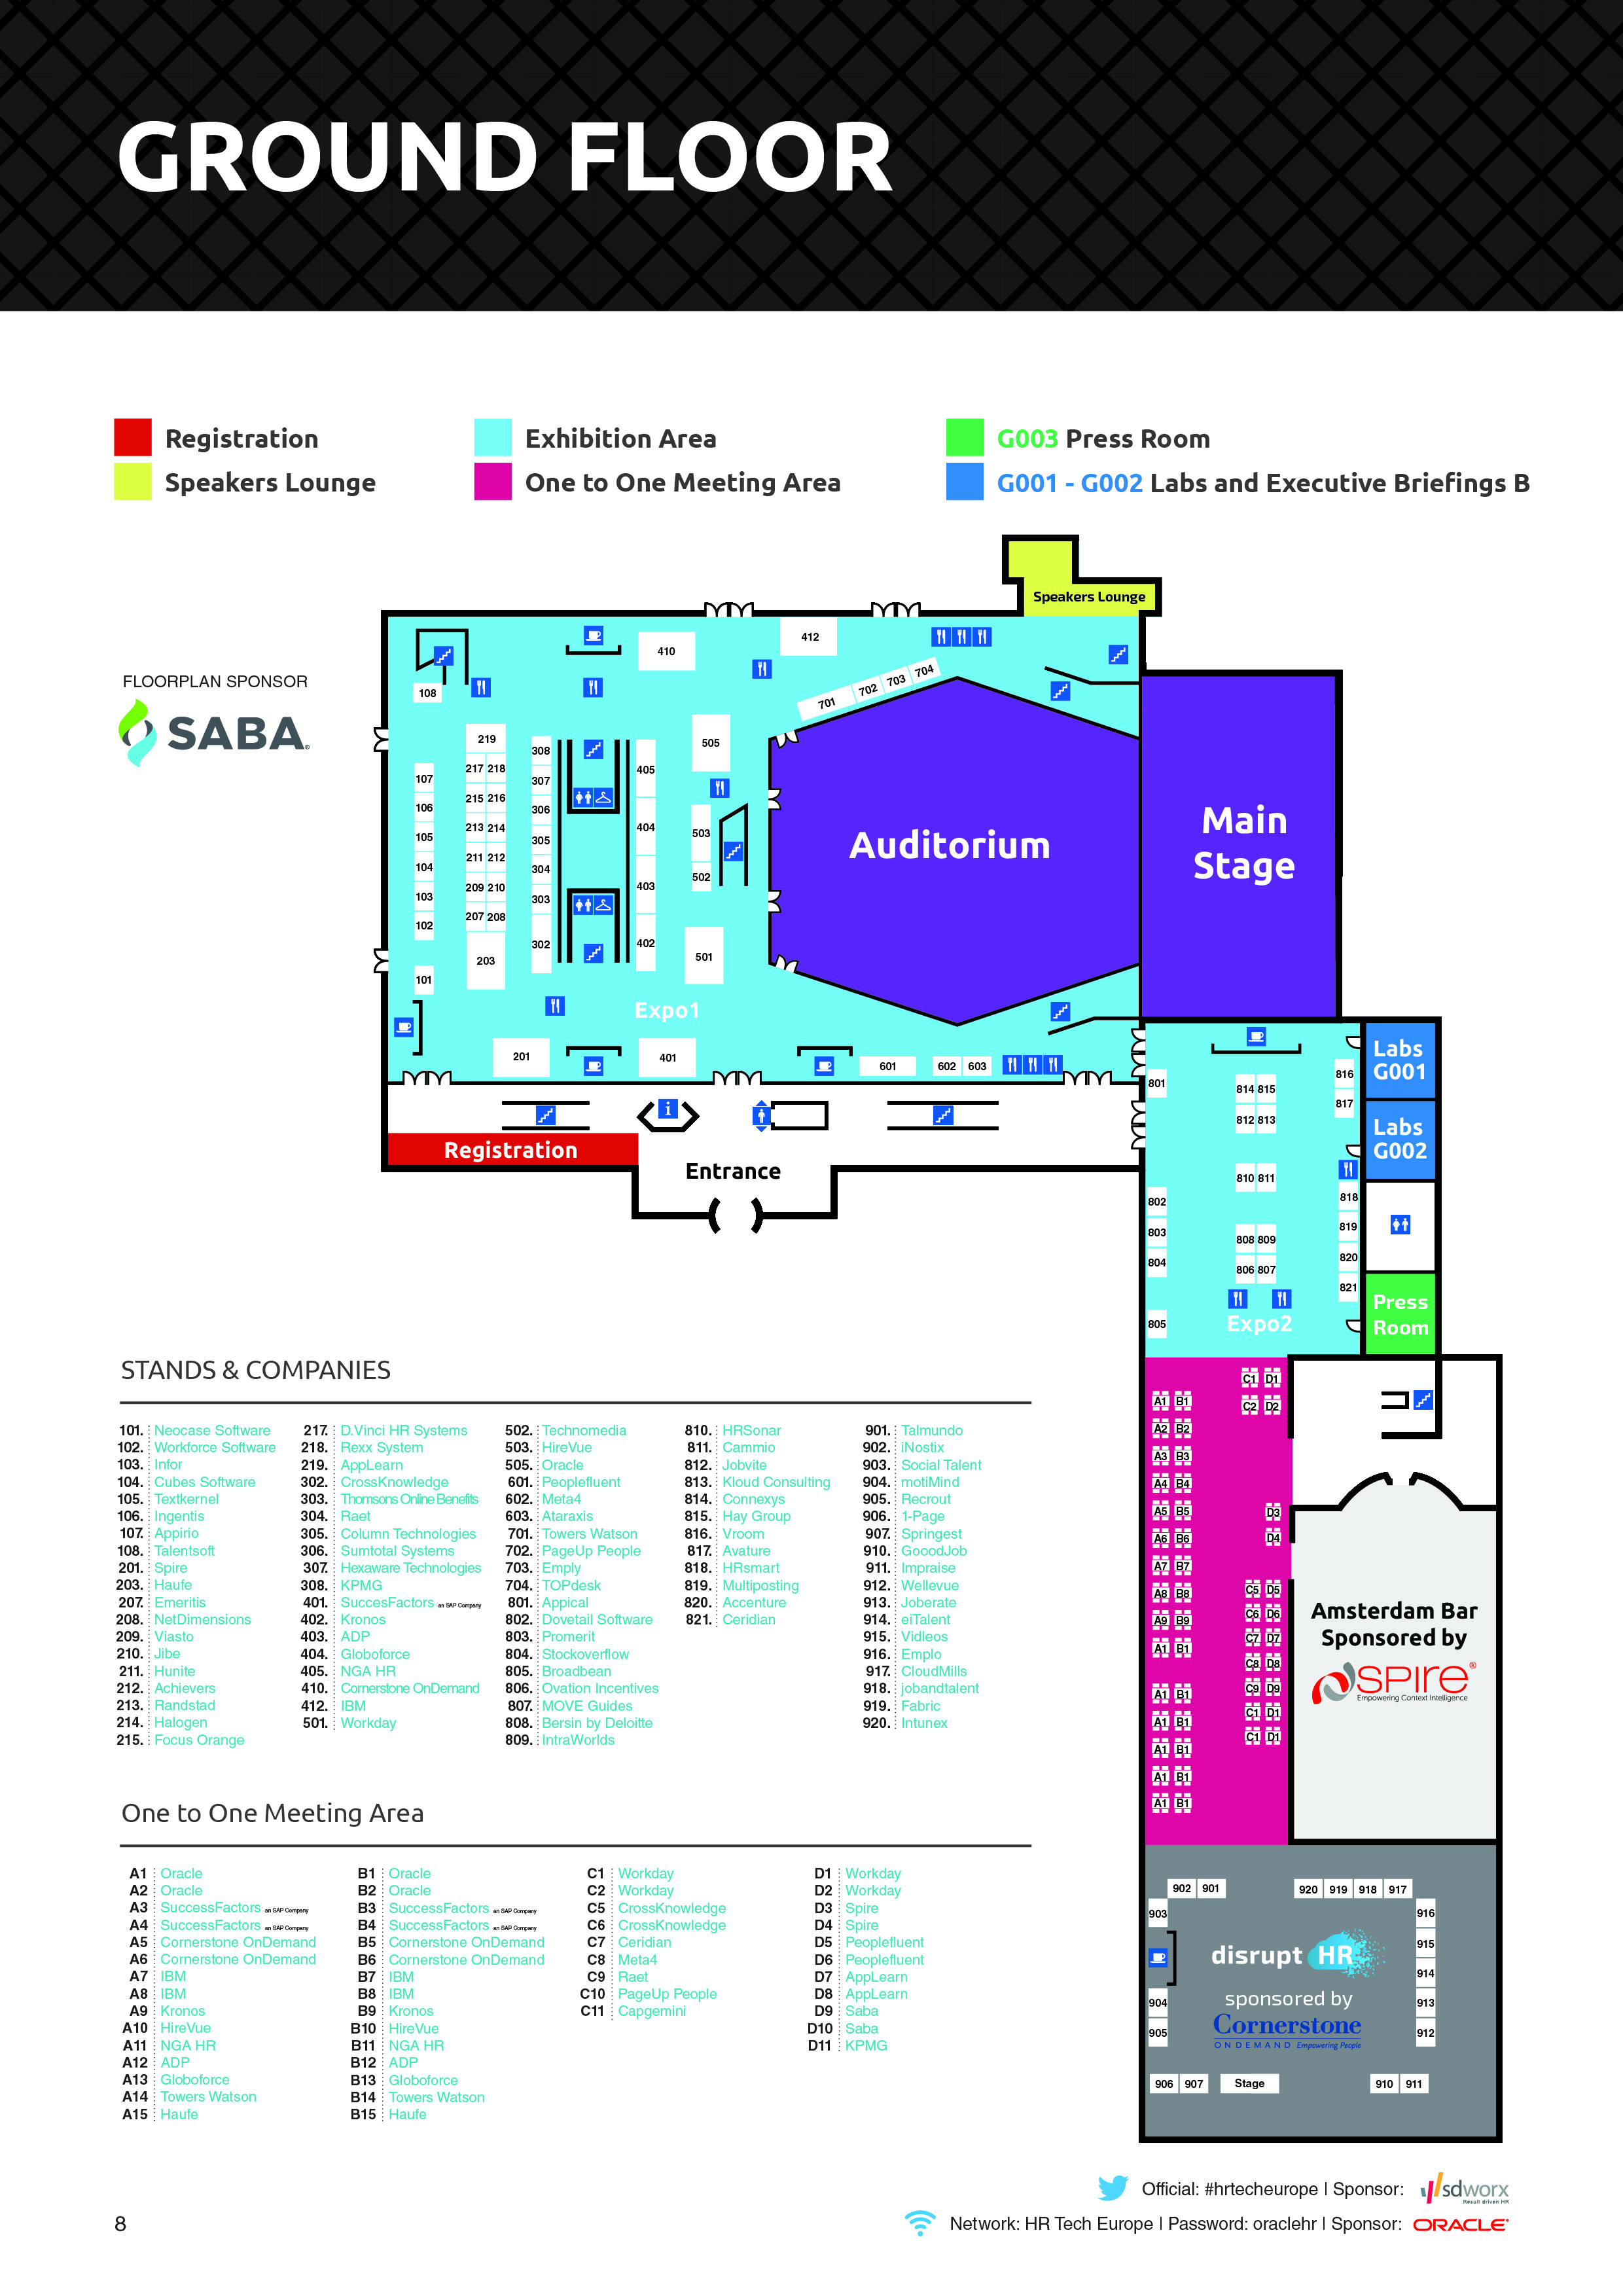 GROUND FLOOR
Registration
Exhibition Area
G003 Press Room
Speakers Lounge
One to One Meeting Area
G001 - G002 Labs and Executive Briefings B
FLOORPLAN SPONSOR
SABA
Speakers Lounge
412
410
704
703
702
701
108
219
308
505
405
217 218
107
307
215 216
106
306
213 214
404
503
105
305
Auditorium
Main
Stage
211 212
104
304
502
209 210
403
103
303
207 208
102
302
402
203
501
101
Expo1
201
401
601
602 603
i
Registration
Entrance
801
814 815
816
817
812 813
Labs
G001
Labs
G002
810 811
802
818
803
808 809
819
804
806 807
820
821
805
Expo2
Press
Room
C1 D1
A1 B1
C2 D2
A2 B2
A3 B3
A4 B4
A5 B5
D3
A6 B6
D4
A7 B7
A8 B8
C5 D5
A9 B9
C6 D6
A1 B1
C7 D7
C8 D8
A1 B1
C9 D9
A1 B1
C1 D1
A1 B1
C1 D1
A1 B1
A1 B1
Amsterdam Bar
Sponsored by
SPIRE®
Empowering Context Intelligence
902 901
920 919 918 917
903
916
915
914
904
913
905
912
disrupt HR
sponsored by
Cornerstone
ONDEMAND Empowering People
906 907
Stage
910 911
STANDS & COMPANIES
101. Neocase Software
102. Workforce Software
103. Infor
104. Cubes Software
105. Textkernel
106. Ingentis
107. Appirio
108. Talentsoft
201. Spire
203. Haufe
207. Emeritis
208. NetDimensions
209. Viasto
210. Jibe
211. Hunite
212. Achievers
213. Randstad
214. Halogen
215. Focus Orange
217. D.Vinci HR Systems
218. Rexx System
219. AppLearn
302. CrossKnowledge
303. Thomsons Online Benefits
304. Raet
305. Column Technologies
306. Sumtotal Systems
307. Hexaware Technologies
308. KPMG
401. SuccesFactors an SAP Company
402. Kronos
403. ADP
404. Globoforce
405. NGA HR
410. Cornerstone OnDemand
412. IBM
501. Workday
502. Technomedia
503. HireVue
505. Oracle
601. Peoplefluent
602. Meta4
603. Ataraxis
701. Towers Watson
702. PageUp People
703. Emply
704. TOPdesk
801. Appical
802. Dovetail Software
803. Promerit
804. Stockoverflow
805. Broadbean
806. Ovation Incentives
807. MOVE Guides
808. Bersin by Deloitte
809. IntraWorlds
810. HRSonar
811. Cammio
812. Jobvite
813. Kloud Consulting
814. Connexys
815. Hay Group
816. Vroom
817. Avature
818. HRsmart
819. Multiposting
820. Accenture
821. Ceridian
901. Talmundo
902. iNostix
903. Social Talent
904. motiMind
905. Recrout
906. 1-Page
907. Springest
910. GooodJob
911. Impraise
912. Wellevue
913. Joberate
914. eiTalent
915. Vidleos
916. Emplo
917. CloudMills
918. jobandtalent
919. Fabric
920. Intunex
One to One Meeting Area
A1 Oracle
A2 Oracle
A3 SuccessFactors an SAP Company
A4 SuccessFactors an SAP Company
A5 Cornerstone OnDemand
A6 Cornerstone OnDemand
A7 IBM
A8 IBM
A9 Kronos
A10 HireVue
A11 NGA HR
A12 ADP
A13 Globoforce
A14 Towers Watson
A15 Haufe
B1 Oracle
B2 Oracle
B3 SuccessFactors an SAP Company
B4 SuccessFactors an SAP Company
B5 Cornerstone OnDemand
B6 Cornerstone OnDemand
B7 IBM
B8 IBM
B9 Kronos
B10 HireVue
B11 NGA HR
B12 ADP
B13 Globoforce
B14 Towers Watson
B15 Haufe
C1 Workday
C2 Workday
C5 CrossKnowledge
C6 CrossKnowledge
C7 Ceridian
C8 Meta4
C9 Raet
C10 PageUp People
C11 Capgemini
D1 Workday
D2 Workday
D3 Spire
D4 Spire
D5 Peoplefluent
D6 Peoplefluent
D7 AppLearn
D8 AppLearn
D9 Saba
D10 Saba
D11 KPMG
Official: #hrtecheurope | Sponsor: sdworx
Result driven HR
8
Network: HR Tech Europe | Password: oraclehr | Sponsor: ORACLE